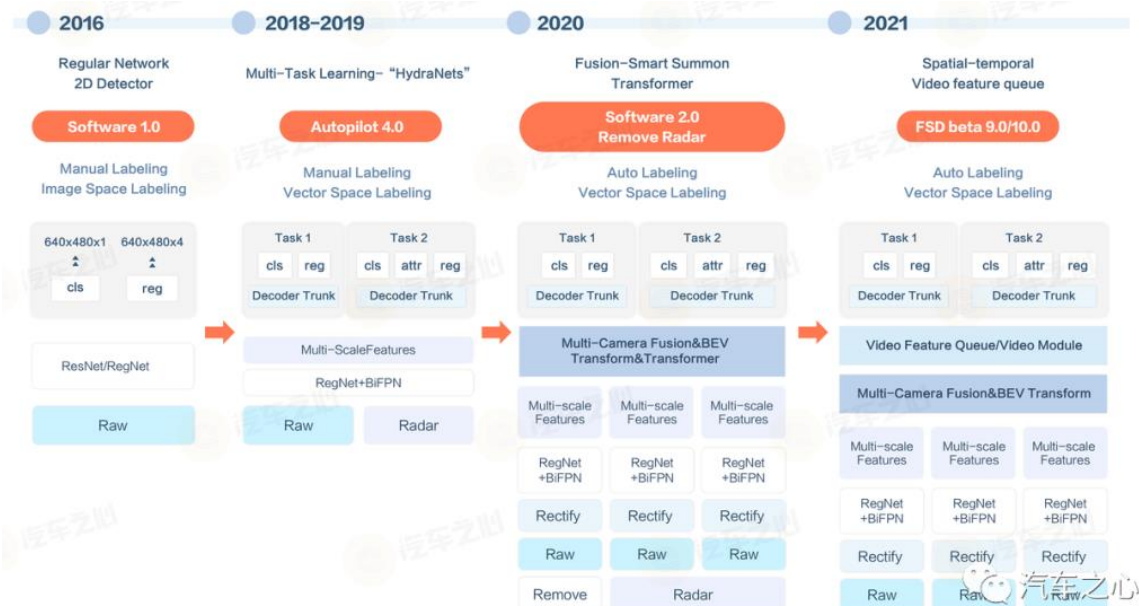 2016
2018-2019
2020
2021
Regular Network
2D Detector
Multi-Task Learning-“HydraNets”
Fusion-Smart Summon
Transformer
Spatial-temporal
Video feature queue
Software 1.0
Autopilot 4.0
Software 2.0
Remove Radar
FSD beta 9.0/10.0
Manual Labeling
Image Space Labeling
Manual Labeling
Vector Space Labeling
Auto Labeling
Vector Space Labeling
Auto Labeling
Vector Space Labeling
640x480x1 640x480x4
cls reg
ResNet/RegNet
Raw
Task 1 Task 2
cls reg cls attr reg
Decoder Trunk Decoder Trunk
Multi-ScaleFeatures
RegNet+BiFPN
Raw Radar
Task 1 Task 2
cls reg cls attr reg
Decoder Trunk Decoder Trunk
Multi-Camera Fusion&BEV
Transform&Transformer
Multi-scale Multi-scale Multi-scale
Features Features Features
RegNet RegNet RegNet
+BiFPN +BiFPN +BiFPN
Rectify Rectify Rectify
Raw Raw Raw
Remove Radar
Task 1 Task 2
cls reg cls attr reg
Decoder Trunk Decoder Trunk
Video Feature Queue/Video Module
Multi-Camera Fusion&BEV Transform
Multi-scale Multi-scale Multi-scale
Features Features Features
RegNet RegNet RegNet
+BiFPN +BiFPN +BiFPN
Rectify Rectify Rectify
Raw Raw Raw
汽车之心